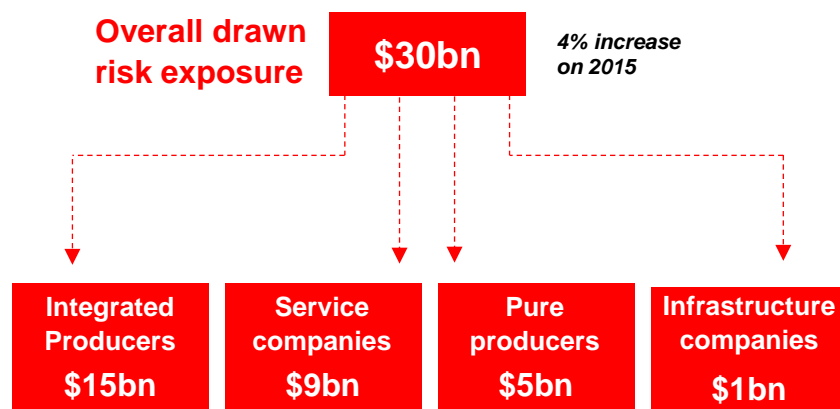 Overall drawn
risk exposure
$30bn
4% increase
on 2015
Integrated
Producers
$15bn
Service
companies
$9bn
Pure
producers
$5bn
Infrastructure
companies
$1bn